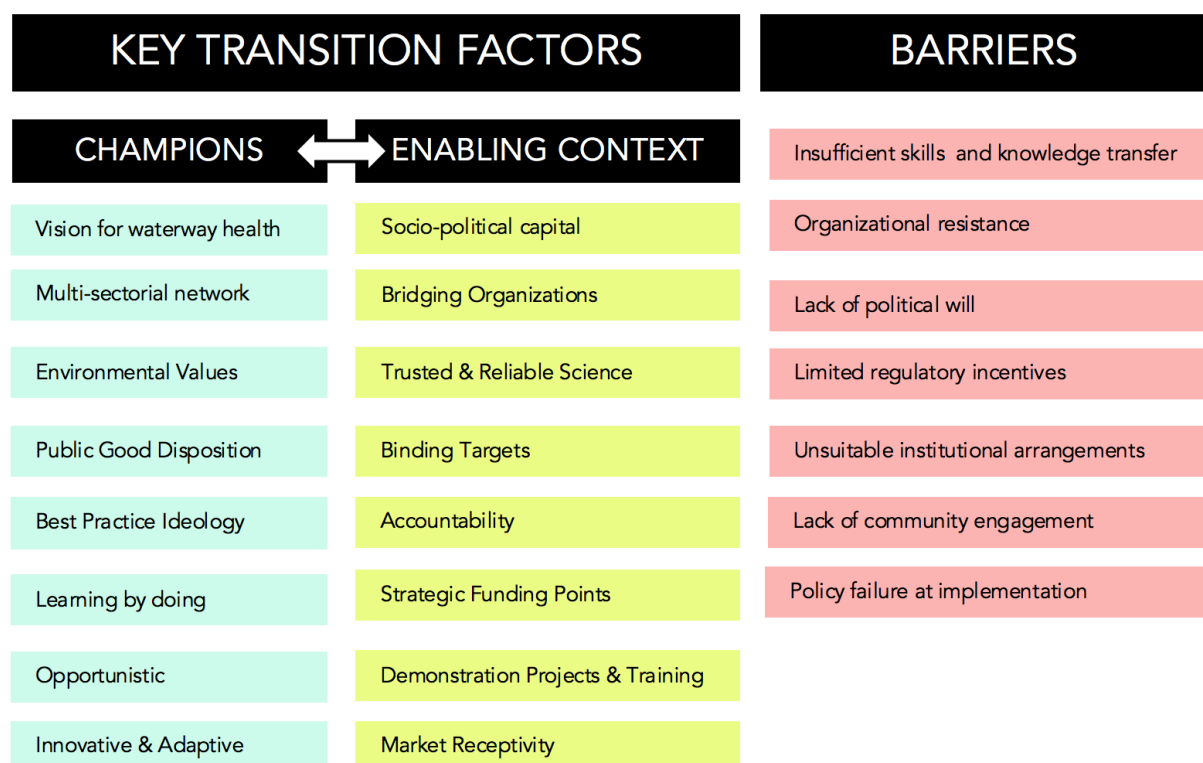 KEY TRANSITION FACTORS
CHAMPIONS
Vision for waterway health
Multi-sectorial network
Environmental Values
Public Good Disposition
Best Practice Ideology
Learning by doing
Opportunistic
Innovative & Adaptive
ENABLING CONTEXT
Socio-political capital
Bridging Organizations
Trusted & Reliable Science
Binding Targets
Accountability
Strategic Funding Points
Demonstration Projects & Training
Market Receptivity
BARRIERS
Insufficient skills and knowledge transfer
Organizational resistance
Lack of political will
Limited regulatory incentives
Unsuitable institutional arrangements
Lack of community engagement
Policy failure at implementation